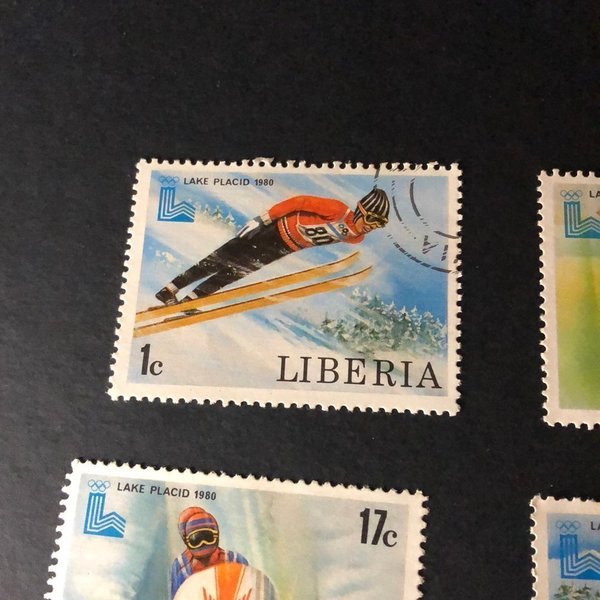 LAKE PLACID 1980
80
1c
LIBERIA
LAKE PLACID 1980
17c